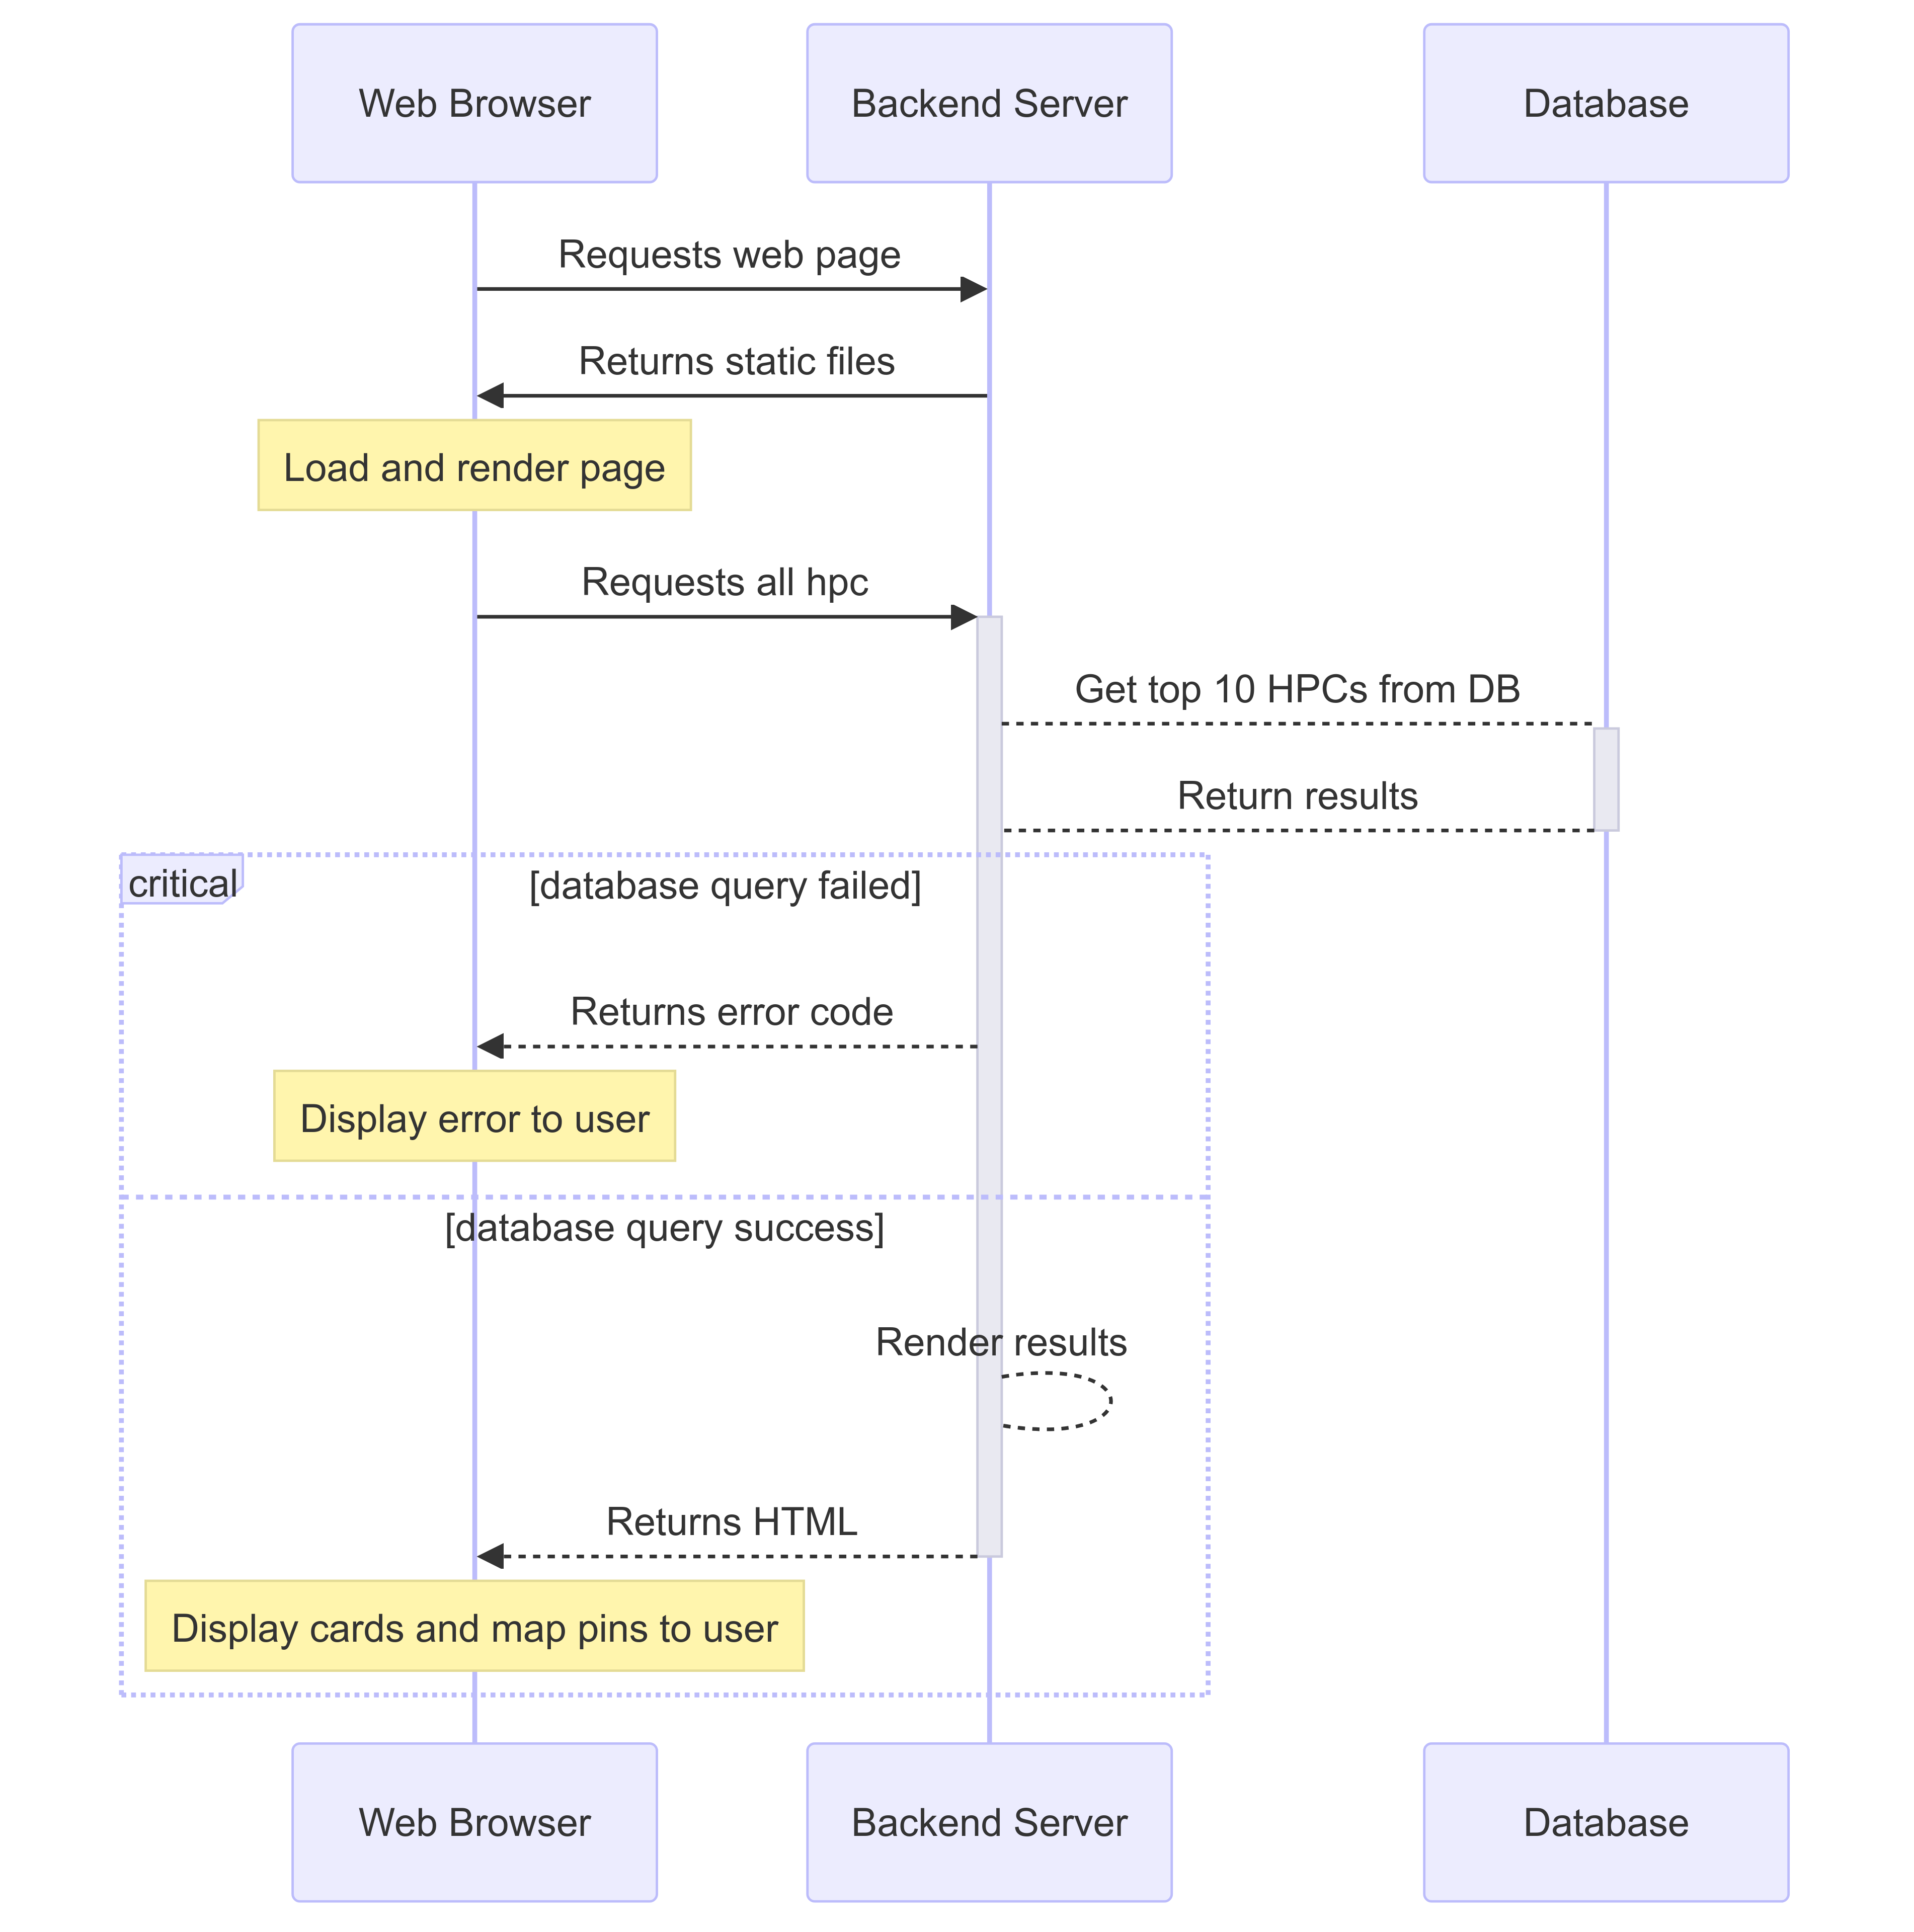 Web Browser
Backend Server
Database
Requests web page
Returns static files
Load and render page
Requests all hpc
Get top 10 HPCs from DB
Return results
critical
[database query failed]
Returns error code
Display error to user
[database query success]
Render results
Returns HTML
Display cards and map pins to user
Web Browser
Backend Server
Database